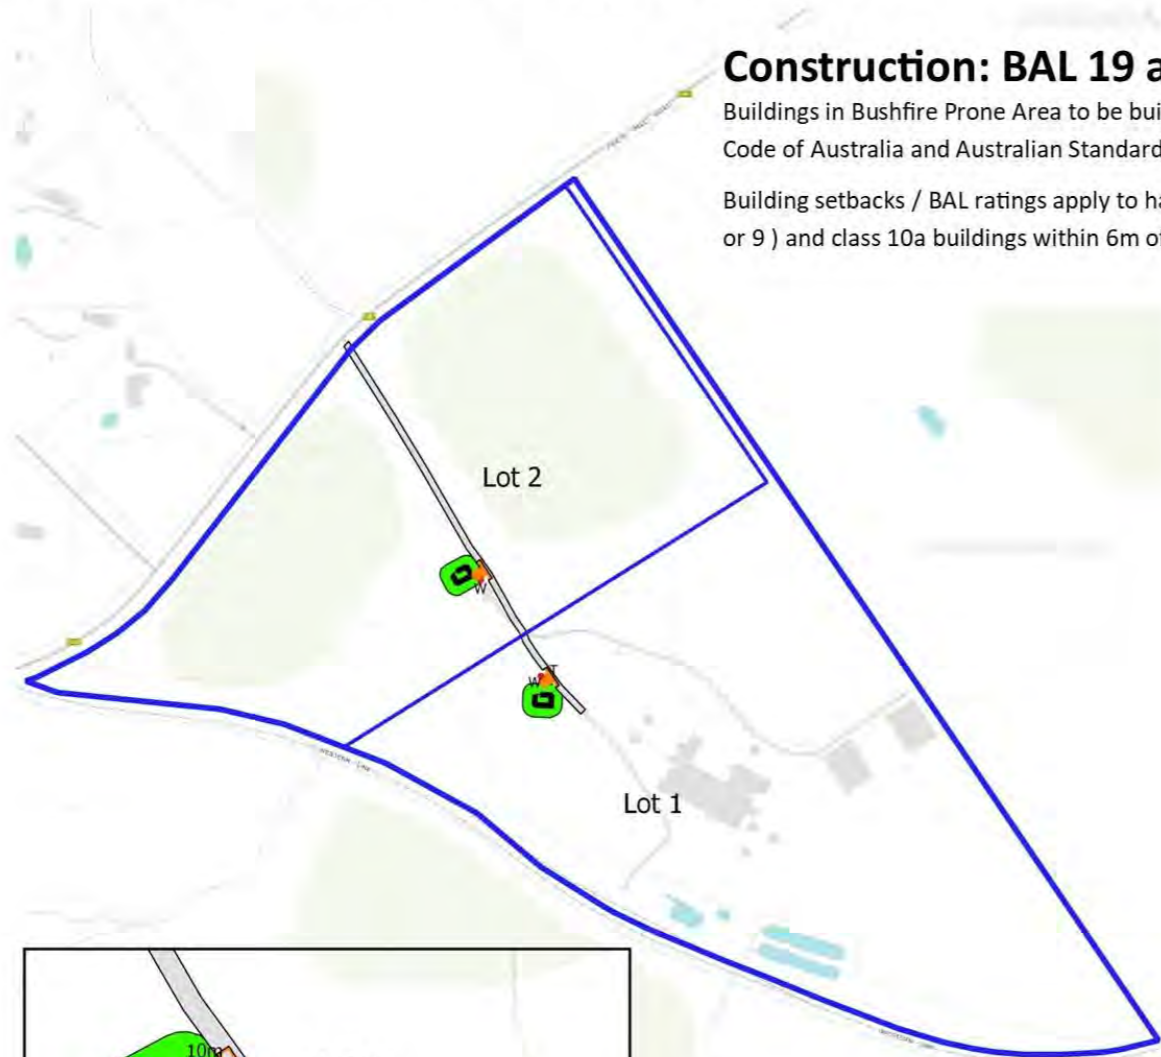 Construction: BAL 19 a
Buildings in Bushfire Prone Area to be bui
Code of Australia and Australian Standard
Building setbacks / BAL ratings apply to ha
or 9 ) and class 10a buildings within 6m of
Lot 2
W
T
W
Lot 1
10m